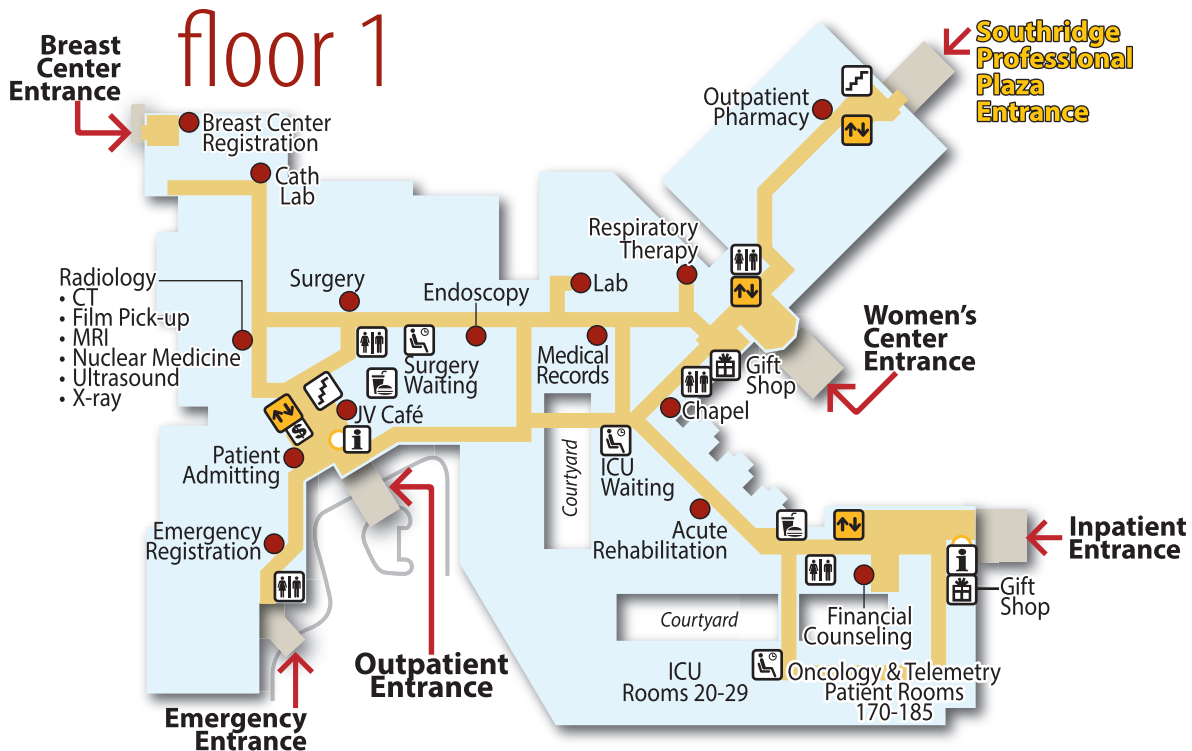 floor 1
Breast
Center
Entrance
Southridge
Professional
Plaza
Entrance
Breast Center
Registration
Outpatient
Pharmacy
Cath
Lab
Respiratory
Therapy
Radiology
• CT
• Film Pick-up
• MRI
• Nuclear Medicine
• Ultrasound
• X-ray
Surgery
Endoscopy
Lab
Women's
Center
Entrance
Surgery
Waiting
Medical
Records
Gift
Shop
JV Café
Chapel
$
i
Patient
Admitting
Courtyard
ICU
Waiting
Emergency
Registration
Acute
Rehabilitation
Inpatient
Entrance
i
Gift
Shop
Courtyard
Financial
Counseling
Outpatient
Entrance
ICU
Rooms 20-29
Oncology & Telemetry
Patient Rooms
170-185
Emergency
Entrance